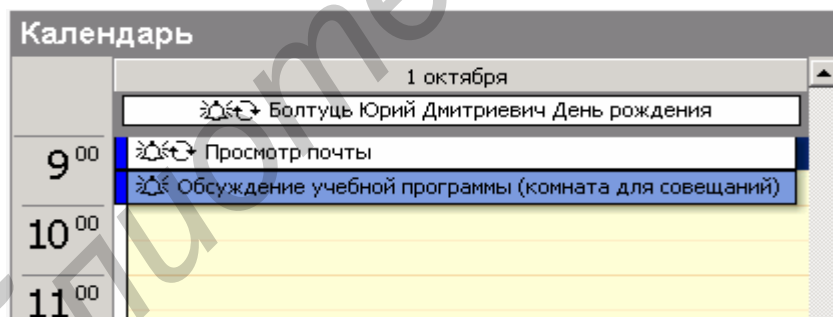 Календарь
1 октября
Болтуць Юрий Дмитриевич День рождения
9 00
Просмотр почты
Обсуждение учебной программы (комната для совещаний)
10 00
11 00